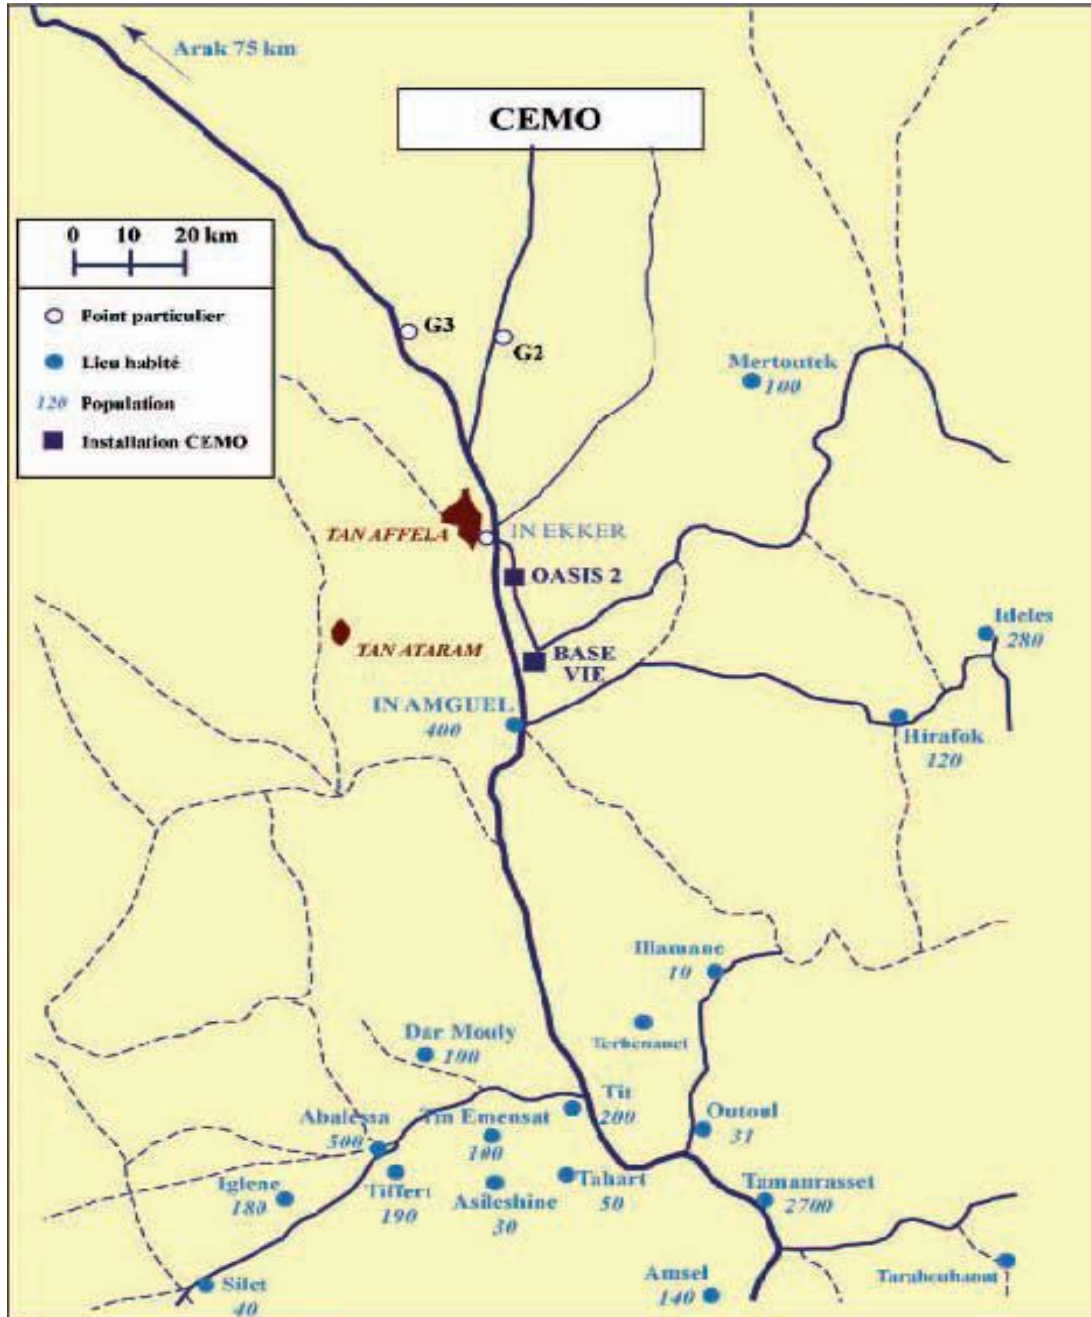 Arak 75 km
CEMO
0 10 20 km
Point particulier
Lieu habité
120 Population
Installation CEMO
G3
G2
Mertoutek
100
TAN AFFELA
IN EKKER
OASIS 2
Ideles
280
TAN ATARAM
BASE
VIE
IN AMGUEL
400
Hirafok
120
Illamane
10
Terhenanet
Dar Mouly
100
Tit
200
Outoul
31
Abalessa
500
Tin Emensat
100
Iglene
180
Tiffert
190
Asileshine
30
Tahart
50
Tamanrasset
2700
Silet
40
Amsel
140